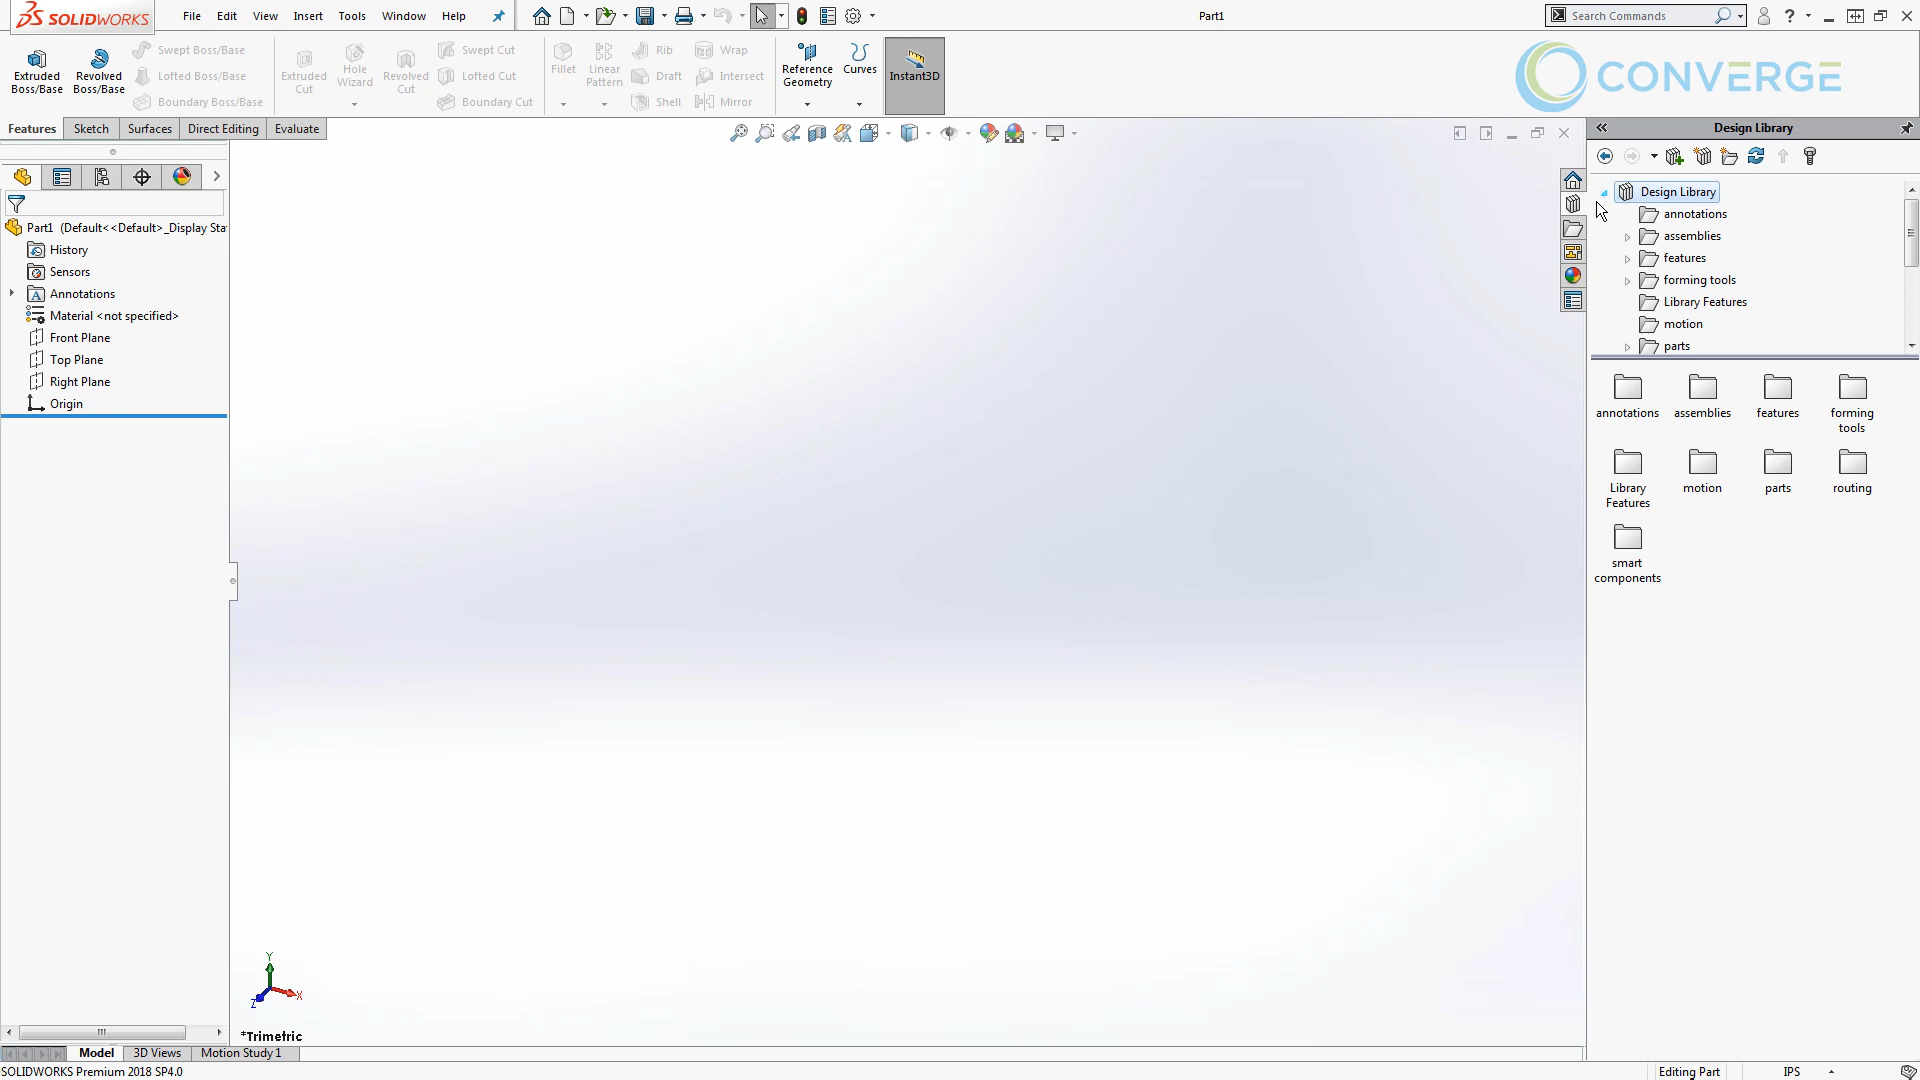 SOLIDWORKS
File Edit View Insert Tools Window Help
Part1
Search Commands
Extruded Boss/Base
Revolved Boss/Base
Swept Boss/Base
Lofted Boss/Base
Boundary Boss/Base
Extruded Cut
Hole Wizard
Revolved Cut
Swept Cut
Lofted Cut
Boundary Cut
Fillet
Linear Pattern
Rib
Draft
Shell
Wrap
Intersect
Mirror
Reference Geometry
Curves
Instant3D
CONVERGE
Features Sketch Surfaces Direct Editing Evaluate
Part1 (Default<<Default>_Display Sta
History
Sensors
Annotations
Material <not specified>
Front Plane
Top Plane
Right Plane
Origin
Design Library
Design Library
annotations
assemblies
features
forming tools
Library Features
motion
parts
annotations
assemblies
features
forming
tools
Library
Features
motion
parts
routing
smart
components
Y
X
Z
*Trimetric
Model 3D Views Motion Study 1
SOLIDWORKS Premium 2018 SP4.0
Editing Part
IPS